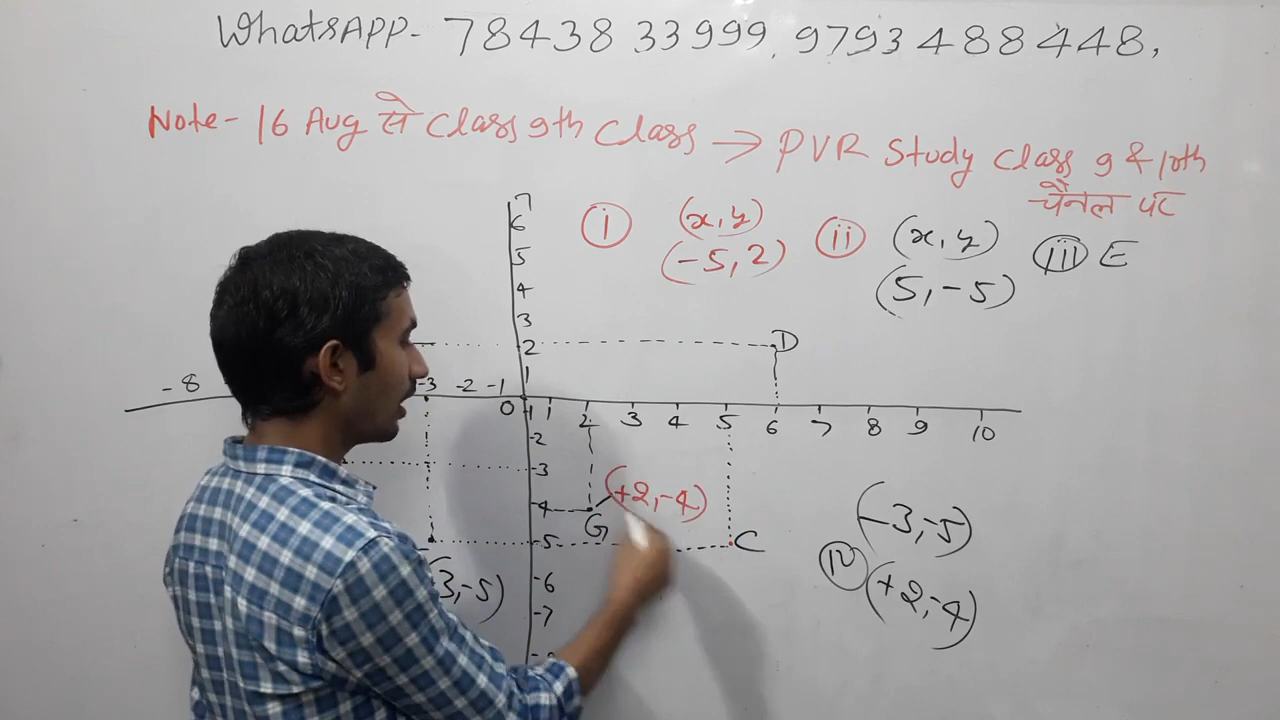 WhatsAPP- 78438 33999, 9793 488448,
Note- 16 Aug से Class 9th Class → PVR Study Class 9 & 10th
चैनल पर
i (x, y) ii (x, y) iii E
(-5, 2) (5, -5)
7
6
5
4
3
2 D
1
-8 -3 -2 -1
0 1 2 3 4 5 6 7 8 9 10
-1
-2
-3
-4 G (+2, -4)
-5 C
-6
-7
3, -5)
(-3, -5)
iv (+2, -4)